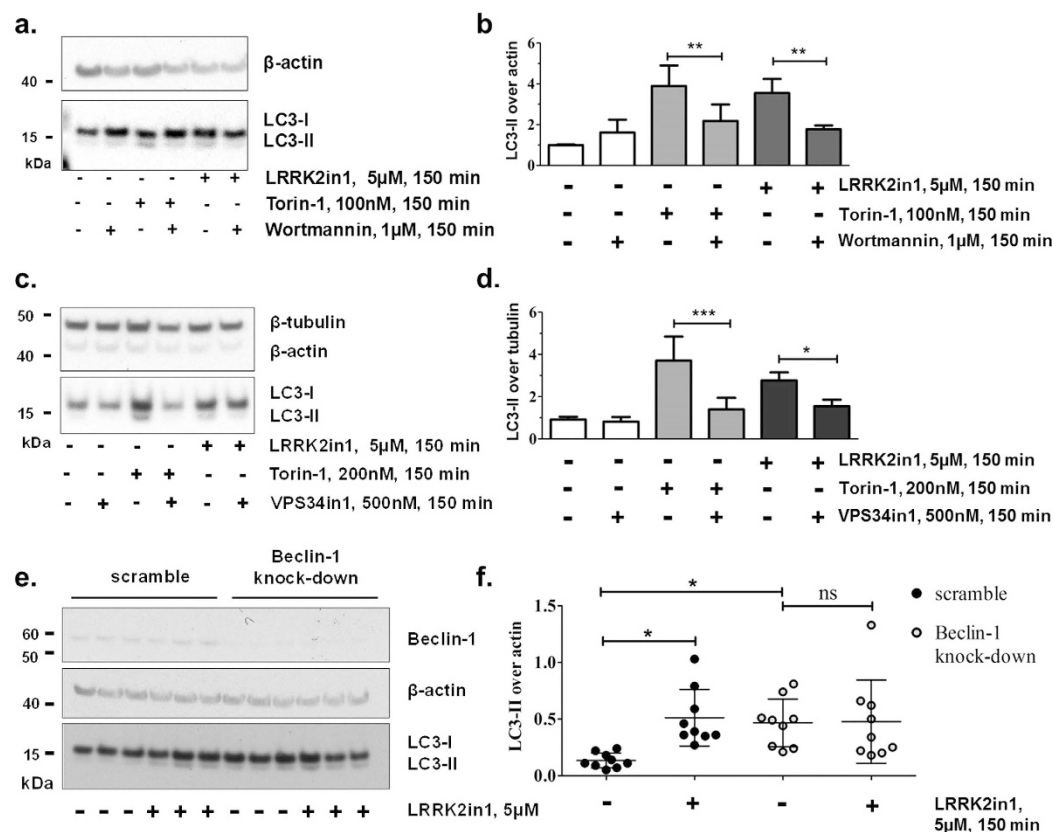 a.
β-actin
40 -
LC3-I
15 -
LC3-II
kDa
- - - - + + LRRK2in1, 5µM, 150 min
- - + + - - Torin-1, 100nM, 150 min
- + - + - + Wortmannin, 1µM, 150 min
b.
LC3-II over actin
6
4
2
0
** **
- - - - + + LRRK2in1, 5µM, 150 min
- - + + - - Torin-1, 100nM, 150 min
- + - + - + Wortmannin, 1µM, 150 min
c.
50 -
β-tubulin
β-actin
40 -
LC3-I
15 -
LC3-II
kDa
- - - - + + LRRK2in1, 5µM, 150 min
- - + + - - Torin-1, 200nM, 150 min
- + - + - + VPS34in1, 500nM, 150 min
d.
LC3-II over tubulin
6
4
2
0
*** *
- - - - + + LRRK2in1, 5µM, 150 min
- - + + - - Torin-1, 200nM, 150 min
- + - + - + VPS34in1, 500nM, 150 min
e.
scramble
Beclin-1
knock-down
60 -
Beclin-1
50 -
β-actin
40 -
LC3-I
15 -
LC3-II
kDa
- - - + + + - - - + + + LRRK2in1, 5µM
f.
LC3-II over actin
1.5
1.0
0.5
0.0
*
*
ns
scramble
Beclin-1
knock-down
- + - + LRRK2in1,
5µM, 150 min